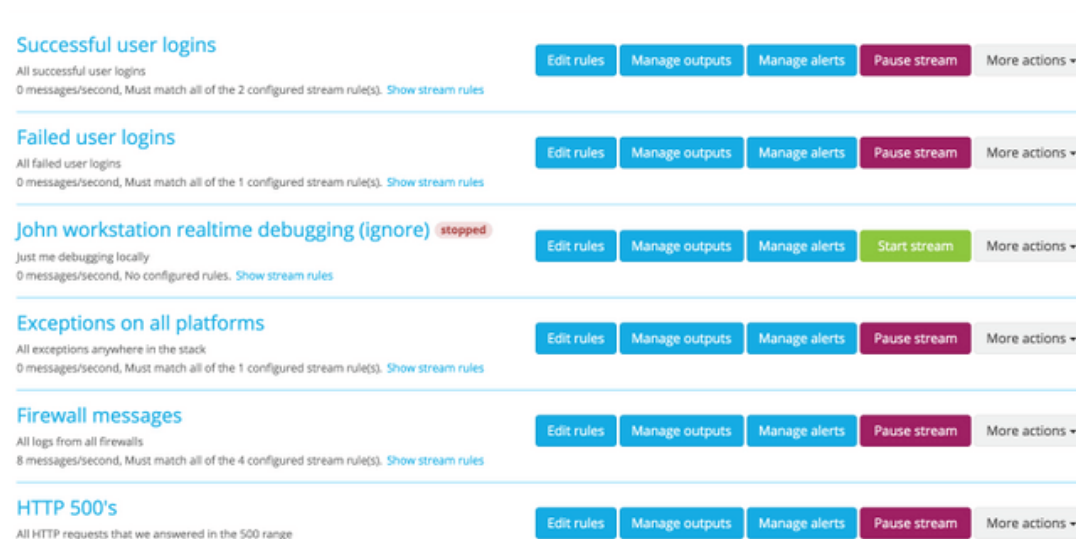 Successful user logins
All successful user logins
0 messages/second, Must match all of the 2 configured stream rule(s). Show stream rules
Edit rules Manage outputs Manage alerts Pause stream More actions
Failed user logins
All failed user logins
0 messages/second, Must match all of the 1 configured stream rule(s). Show stream rules
Edit rules Manage outputs Manage alerts Pause stream More actions
John workstation realtime debugging (ignore) stopped
Just me debugging locally
0 messages/second, No configured rules. Show stream rules
Edit rules Manage outputs Manage alerts Start stream More actions
Exceptions on all platforms
All exceptions anywhere in the stack
0 messages/second, Must match all of the 1 configured stream rule(s). Show stream rules
Edit rules Manage outputs Manage alerts Pause stream More actions
Firewall messages
All logs from all firewalls
8 messages/second, Must match all of the 4 configured stream rule(s). Show stream rules
Edit rules Manage outputs Manage alerts Pause stream More actions
HTTP 500's
All HTTP requests that we answered in the 500 range
Edit rules Manage outputs Manage alerts Pause stream More actions